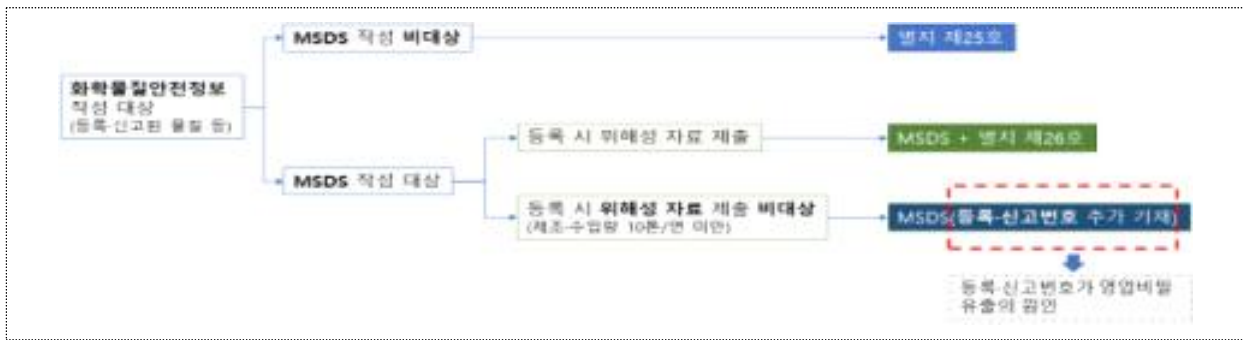 MSDS 작성 비대상
별지 제25호
화학물질안전정보
작성 대상
(등록·신고된 물질 등)
등록 시 위해성 자료 제출
MSDS + 별지 제26호
MSDS 작성 대상
등록 시 위해성 자료 제출 비대상
(제조·수입량 10톤/연 미만)
MSDS(등록·신고번호 추가 기재)
등록·신고번호가 영업비밀
유출의 원인